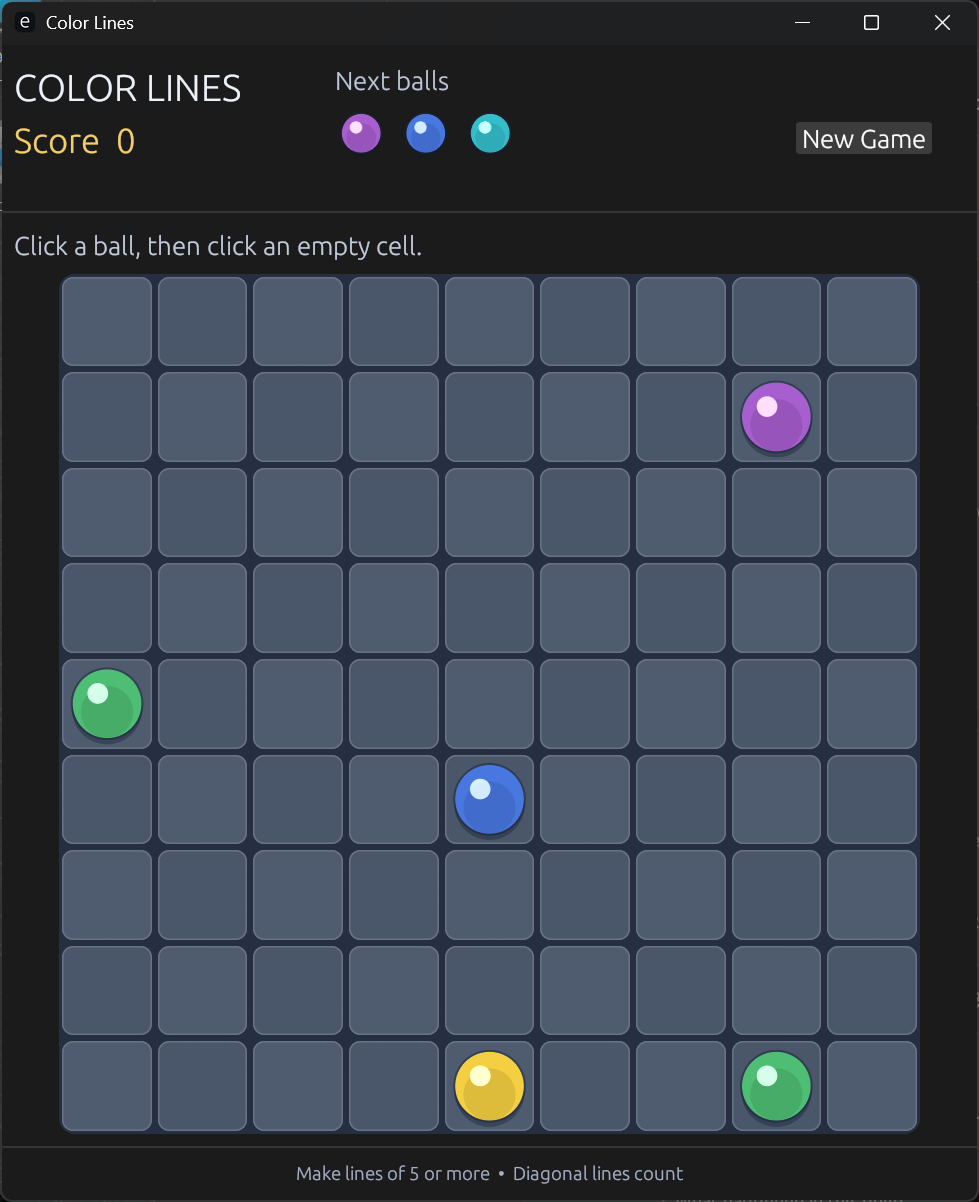 e Color Lines
COLOR LINES
Score 0
Next balls
New Game
Click a ball, then click an empty cell.
Make lines of 5 or more • Diagonal lines count